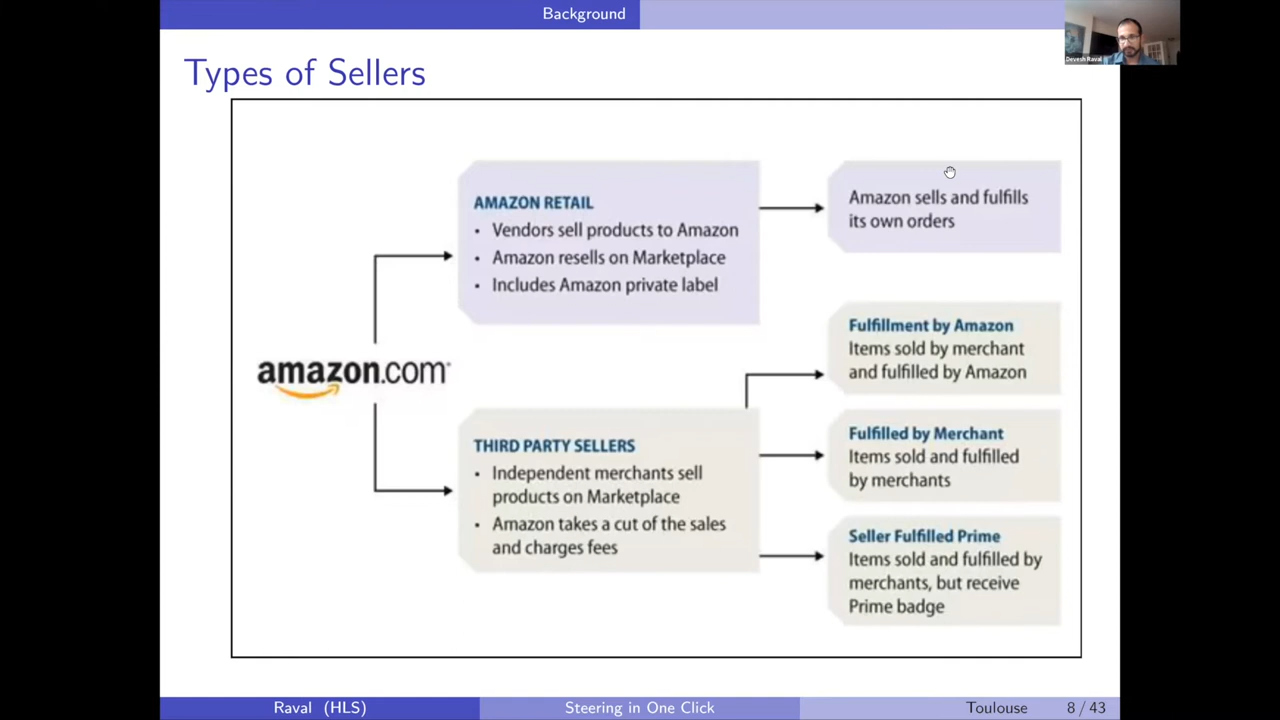 Background
Devesh Raval
Types of Sellers
AMAZON RETAIL
• Vendors sell products to Amazon
• Amazon resells on Marketplace
• Includes Amazon private label
Amazon sells and fulfills
its own orders
amazon.com
THIRD PARTY SELLERS
• Independent merchants sell
products on Marketplace
• Amazon takes a cut of the sales
and charges fees
Fulfillment by Amazon
Items sold by merchant
and fulfilled by Amazon
Fulfilled by Merchant
Items sold and fulfilled
by merchants
Seller Fulfilled Prime
Items sold and fulfilled by
merchants, but receive
Prime badge
Raval (HLS)
Steering in One Click
Toulouse
8 / 43